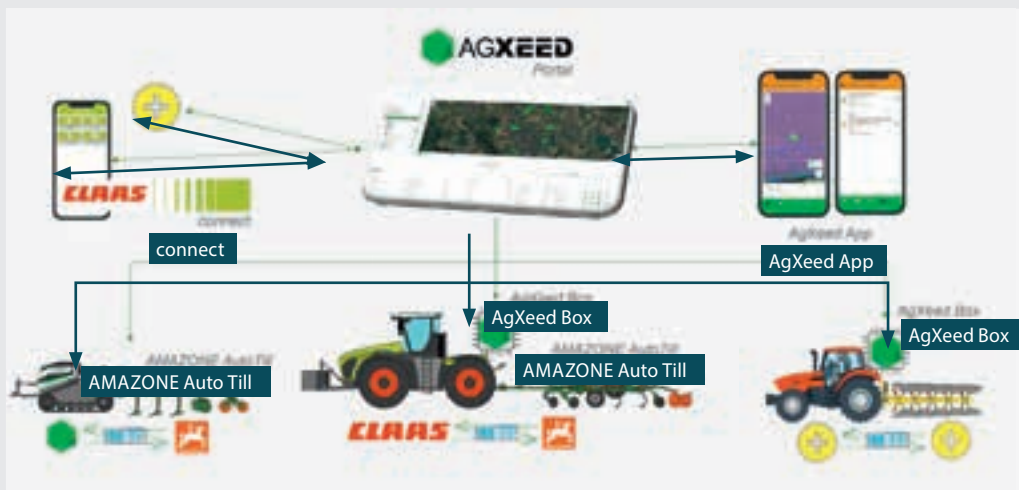 AGXEED
Portal
CLAAS
connect
connect
AgXeed App
AgXeed App
AgXeed Box
AgXeed Box
AgXeed Box
AgXeed Box
AMAZONE AutoTill
AMAZONE Auto Till
AMAZONE AutoTill
AMAZONE Auto Till
CLAAS